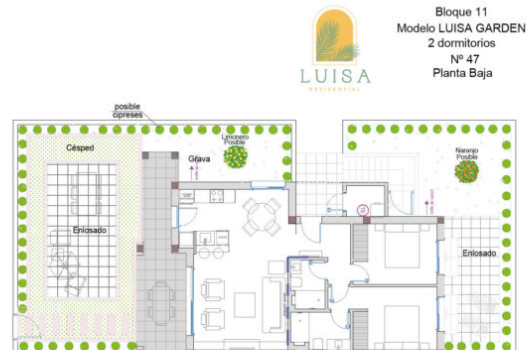 Bloque 11
Modelo LUISA GARDEN
2 dormitorios
Nº 47
Planta Baja
LUISA
RESIDENTIAL
posible
cipreses
Césped
Grava
Limonero
Posible
Naranjo
Posible
Enlosado
Enlosado